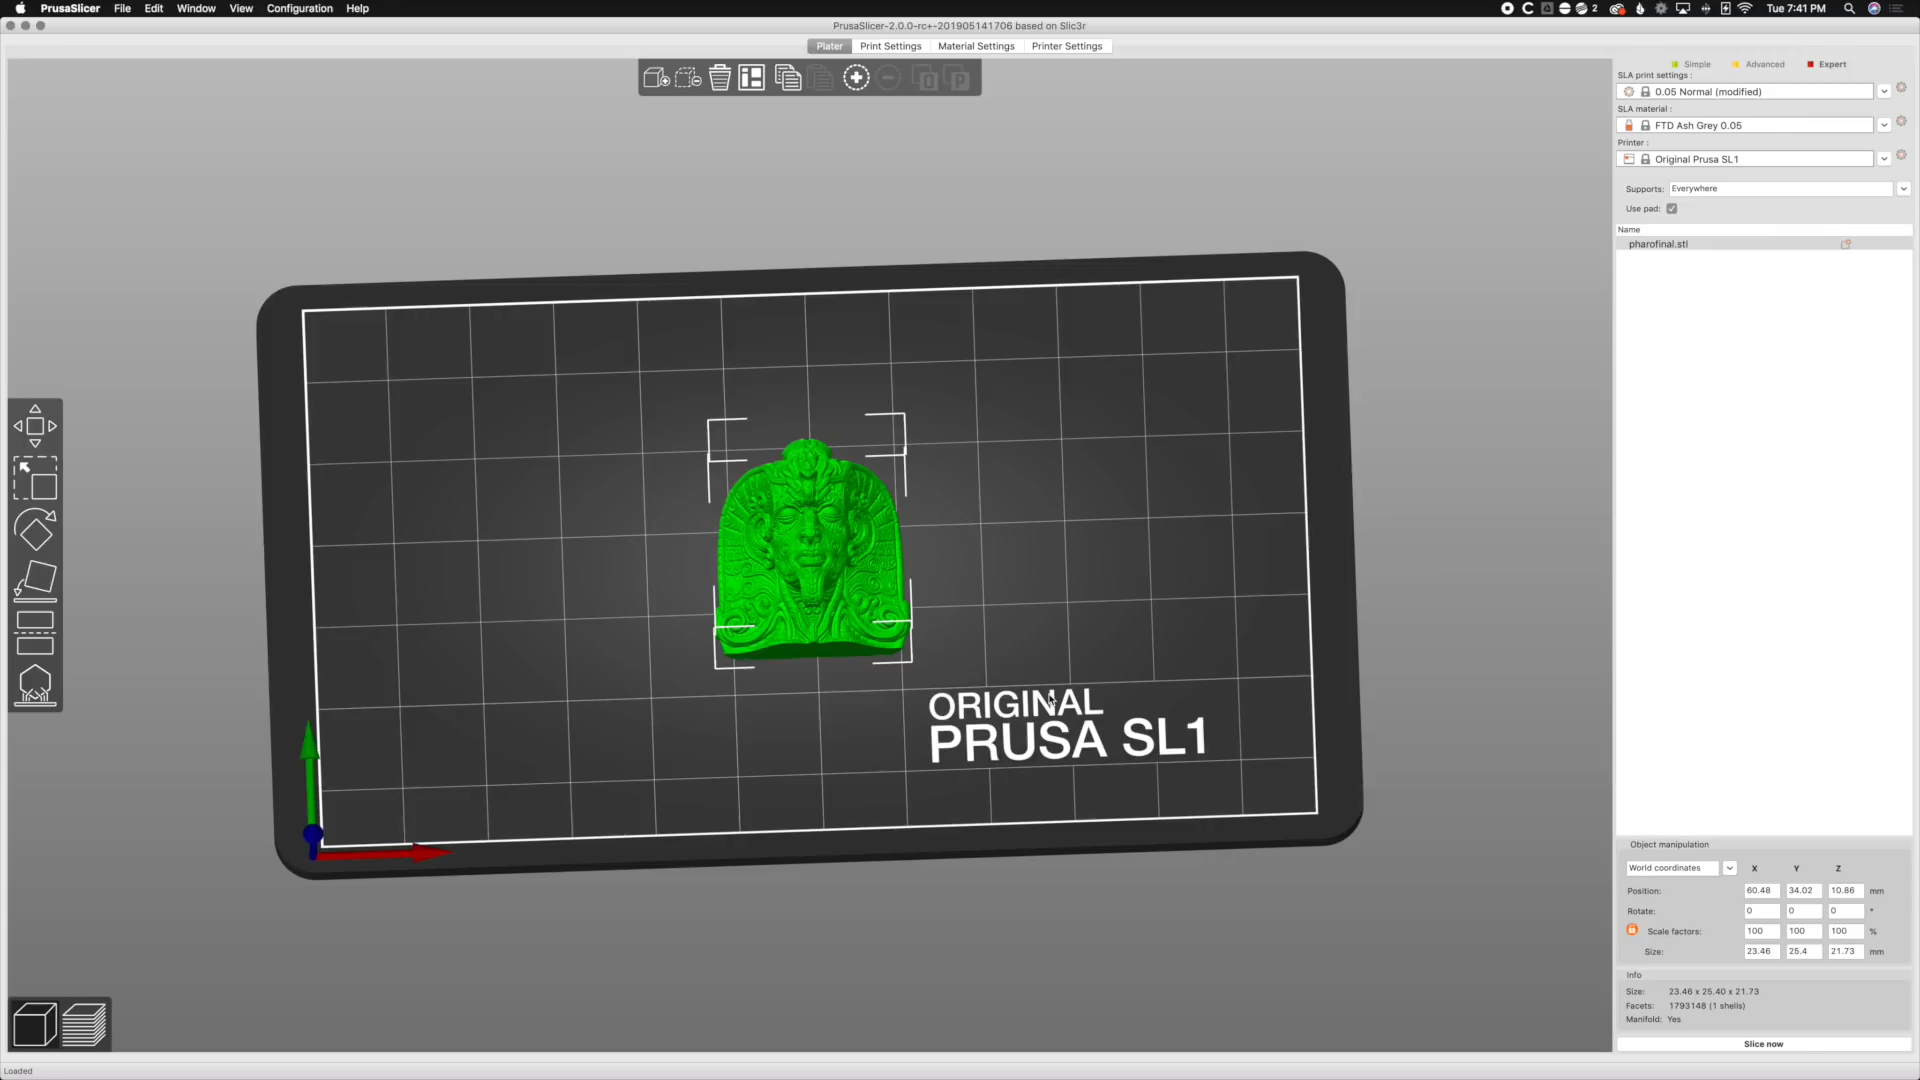 PrusaSlicer File Edit Window View Configuration Help
2 Tue 7:41 PM
PrusaSlicer-2.0.0-rc+-201905141706 based on Slic3r
Plater Print Settings Material Settings Printer Settings
Simple Advanced Expert
SLA print settings :
0.05 Normal (modified)
SLA material :
FTD Ash Grey 0.05
Printer :
Original Prusa SL1
Supports: Everywhere
Use pad:
Name
pharofinal.stl
ORIGINAL
PRUSA SL1
Object manipulation
World coordinates X Y Z
Position: 60.48 34.02 10.86 mm
Rotate: 0 0 0 °
Scale factors: 100 100 100 %
Size: 23.46 25.4 21.73 mm
Info
Size: 23.46 x 25.40 x 21.73
Facets: 1793148 (1 shells)
Manifold: Yes
Slice now
Loaded